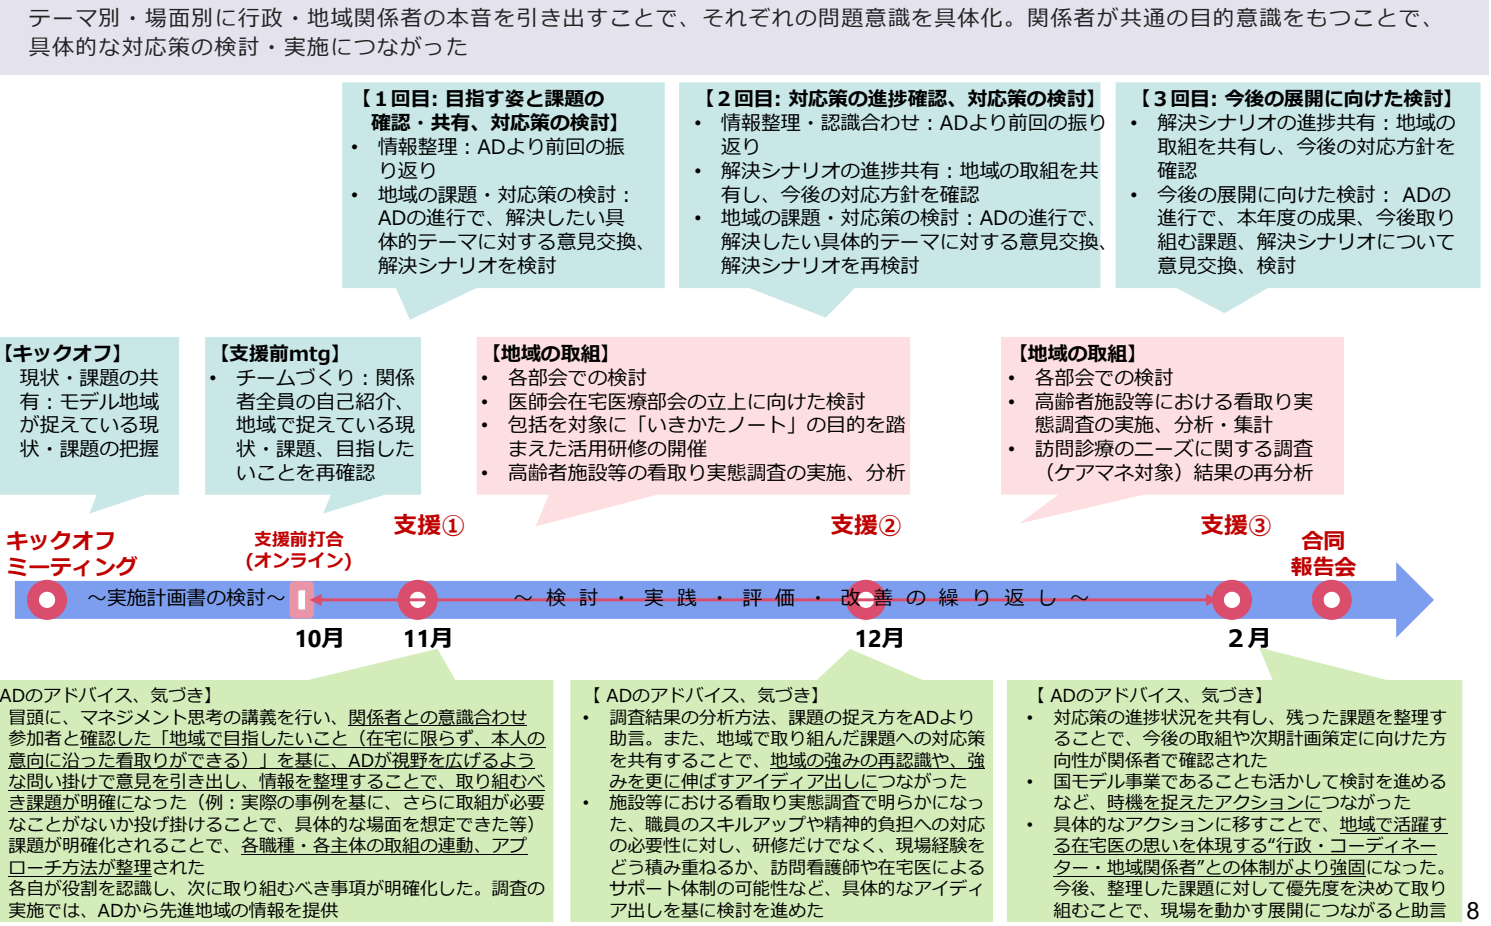 テーマ別・場面別に行政・地域関係者の本音を引き出すことで、それぞれの問題意識を具体化。関係者が共通の目的意識をもつことで、
具体的な対応策の検討・実施につながった
【１回目: 目指す姿と課題の
確認・共有、対応策の検討】
• 情報整理：ADより前回の振
り返り
• 地域の課題・対応策の検討：
ADの進行で、解決したい具
体的テーマに対する意見交換、
解決シナリオを検討
【２回目: 対応策の進捗確認、対応策の検討】
• 情報整理・認識合わせ：ADより前回の振り
返り
• 解決シナリオの進捗共有：地域の取組を共
有し、今後の対応方針を確認
• 地域の課題・対応策の検討：ADの進行で、
解決したい具体的テーマに対する意見交換、
解決シナリオを再検討
【３回目: 今後の展開に向けた検討】
• 解決シナリオの進捗共有：地域の
取組を共有し、今後の対応方針を
確認
• 今後の展開に向けた検討： ADの
進行で、本年度の成果、今後取り
組む課題、解決シナリオについて
意見交換、検討
【キックオフ】
現状・課題の共
有：モデル地域
が捉えている現
状・課題の把握
【支援前mtg】
• チームづくり：関係
者全員の自己紹介、
地域で捉えている現
状・課題、目指した
いことを再確認
【地域の取組】
• 各部会での検討
• 医師会在宅医療部会の立上に向けた検討
• 包括を対象に「いきかたノート」の目的を踏
まえた活用研修の開催
• 高齢者施設等の看取り実態調査の実施、分析
【地域の取組】
• 各部会での検討
• 高齢者施設等における看取り実
態調査の実施、分析・集計
• 訪問診療のニーズに関する調査
（ケアマネ対象）結果の再分析
キックオフ
ミーティング
支援前打合
(オンライン)
支援①
支援②
支援③
合同
報告会
～実施計画書の検討～
～ 検 討 ・ 実 践 ・ 評 価 ・ 改 善 の 繰 り 返 し ～
10月
11月
12月
２月
ADのアドバイス、気づき】
冒頭に、マネジメント思考の講義を行い、関係者との意識合わせ
参加者と確認した「地域で目指したいこと（在宅に限らず、本人の
意向に沿った看取りができる）」を基に、ADが視野を広げるよう
な問い掛けで意見を引き出し、情報を整理することで、取り組むべ
き課題が明確になった（例：実際の事例を基に、さらに取組が必要
なことがないか投げ掛けることで、具体的な場面を想定できた等）
課題が明確化されることで、各職種・各主体の取組の連動、アプ
ローチ方法が整理された
各自が役割を認識し、次に取り組むべき事項が明確化した。調査の
実施では、ADから先進地域の情報を提供
【 ADのアドバイス、気づき】
• 調査結果の分析方法、課題の捉え方をADより
助言。また、地域で取り組んだ課題への対応策
を共有することで、地域の強みの再認識や、強
みを更に伸ばすアイディア出しにつながった
• 施設等における看取り実態調査で明らかになっ
た、職員のスキルアップや精神的負担への対応
の必要性に対し、研修だけでなく、現場経験を
どう積み重ねるか、訪問看護師や在宅医による
サポート体制の可能性など、具体的なアイディ
ア出しを基に検討を進めた
【 ADのアドバイス、気づき】
• 対応策の進捗状況を共有し、残った課題を整理す
ることで、今後の取組や次期計画策定に向けた方
向性が関係者で確認された
• 国モデル事業であることも活かして検討を進める
など、時機を捉えたアクションにつながった
• 具体的なアクションに移すことで、地域で活躍す
る在宅医の思いを体現する“行政・コーディネー
ター・地域関係者”との体制がより強固になった。
今後、整理した課題に対して優先度を決めて取り
組むことで、現場を動かす展開につながると助言
8